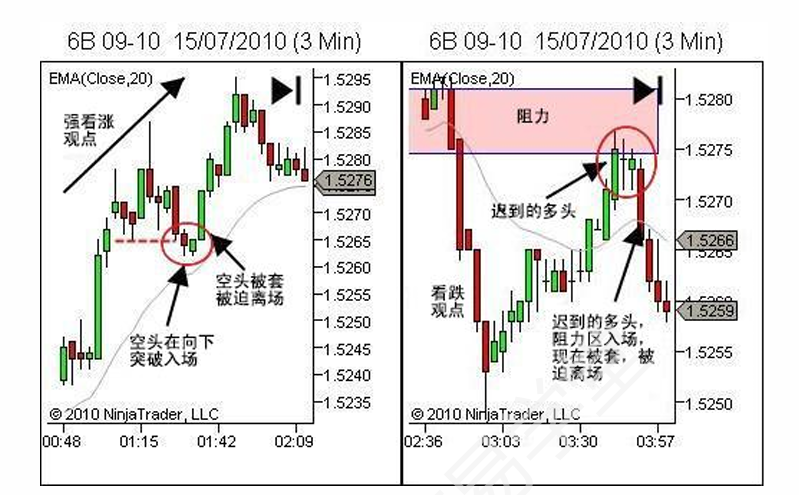 6B 09-10 15/07/2010 (3 Min)
EMA(Close,20)
强看涨
观点
空头被套
被迫离场
空头在向下
突破入场
© 2010 NinjaTrader, LLC
1.5295
1.5290
1.5285
1.5280
1.5276
1.5270
1.5265
1.5260
1.5255
1.5250
1.5245
1.5240
1.5235
00:48
01:15
01:42
02:09
6B 09-10 15/07/2010 (3 Min)
EMA(Close,20)
阻力
迟到的多头
看跌
观点
迟到的多头,
阻力区入场,
现在被套，被
迫离场
© 2010 NinjaTrader, LLC
1.5280
1.5275
1.5270
1.5266
1.5265
1.5259
1.5255
1.5250
02:36
03:03
03:30
03:57